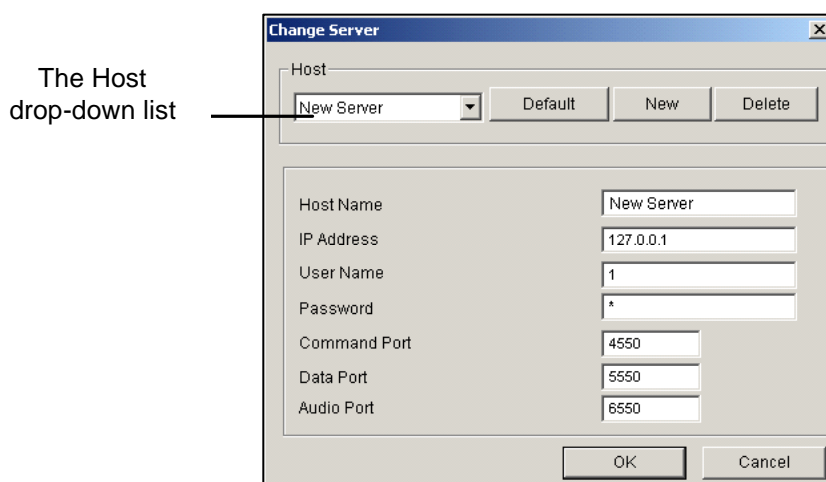 Change Server
The Host
drop-down list
Host
New Server Default New Delete
Host Name New Server
IP Address 127.0.0.1
User Name 1
Password *
Command Port 4550
Data Port 5550
Audio Port 6550
OK Cancel